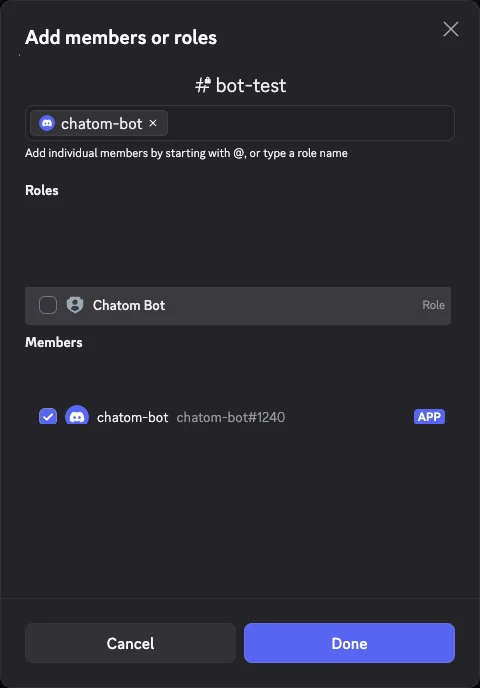 Add members or roles
# bot-test
chatom-bot ×
Add individual members by starting with @, or type a role name
Roles
Chatom Bot Role
Members
chatom-bot chatom-bot#1240 APP
Cancel Done